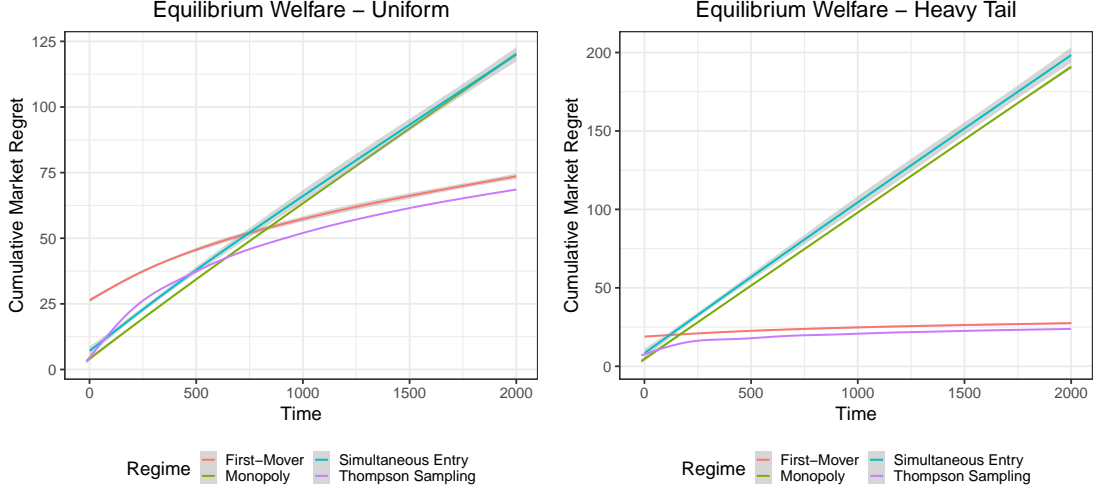 Equilibrium Welfare − Uniform
Cumulative Market Regret
125
100
75
50
25
0
0 500 1000 1500 2000
Time
Regime
First−Mover Simultaneous Entry
Monopoly Thompson Sampling
Equilibrium Welfare − Heavy Tail
Cumulative Market Regret
200
150
100
50
0
0 500 1000 1500 2000
Time
Regime
First−Mover Simultaneous Entry
Monopoly Thompson Sampling